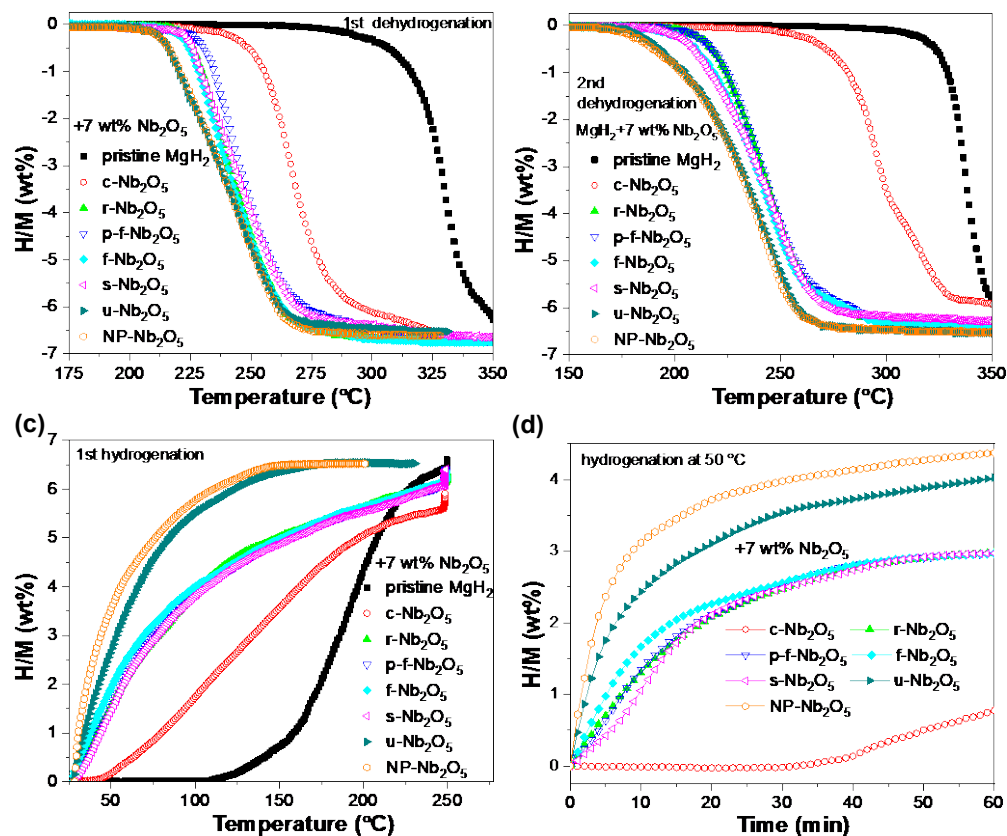 1st dehydrogenation
+7 wt% Nb₂O₅
pristine MgH₂
c-Nb₂O₅
r-Nb₂O₅
p-f-Nb₂O₅
f-Nb₂O₅
s-Nb₂O₅
u-Nb₂O₅
NP-Nb₂O₅
H/M (wt%)
0
-1
-2
-3
-4
-5
-6
-7
175 200 225 250 275 300 325 350
Temperature (ºC)
2nd
dehydrogenation
MgH₂+7 wt% Nb₂O₅
pristine MgH₂
c-Nb₂O₅
r-Nb₂O₅
p-f-Nb₂O₅
f-Nb₂O₅
s-Nb₂O₅
u-Nb₂O₅
NP-Nb₂O₅
H/M (wt%)
0
-1
-2
-3
-4
-5
-6
-7
150 200 250 300 350
Temperature (ºC)
(c)
1st hydrogenation
+7 wt% Nb₂O₅
pristine MgH₂
c-Nb₂O₅
r-Nb₂O₅
p-f-Nb₂O₅
f-Nb₂O₅
s-Nb₂O₅
u-Nb₂O₅
NP-Nb₂O₅
H/M (wt%)
7
6
5
4
3
2
1
0
50 100 150 200 250
Temperature (ºC)
(d)
hydrogenation at 50 ºC
+7 wt% Nb₂O₅
c-Nb₂O₅ r-Nb₂O₅
p-f-Nb₂O₅ f-Nb₂O₅
s-Nb₂O₅ u-Nb₂O₅
NP-Nb₂O₅
H/M (wt%)
4
3
2
1
0
0 10 20 30 40 50 60
Time (min)